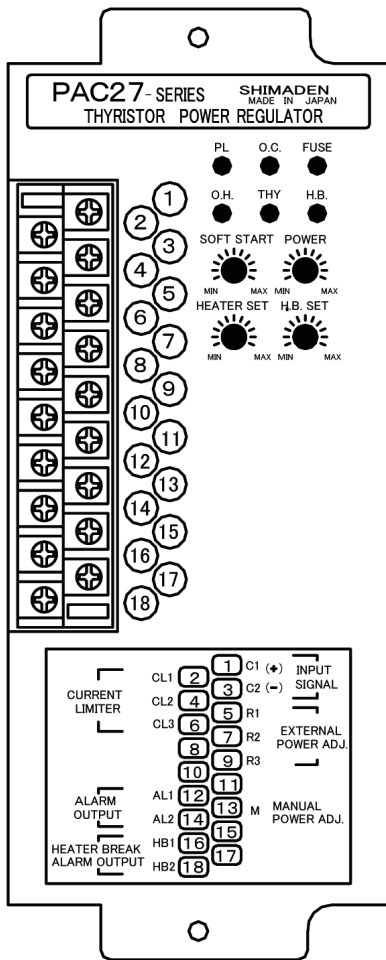 PAC27-SERIES SHIMADEN
MADE IN JAPAN
THYRISTOR POWER REGULATOR
PL O.C. FUSE
O.H. THY H.B.
1
2
3
4
5
6
7
8
9
10
11
12
13
14
15
16
17
18
SOFT START POWER
MIN MAX MIN MAX
HEATER SET H.B. SET
MIN MAX MIN MAX
CURRENT
LIMITER
CL1 2
CL2 4
CL3 6
8
10
ALARM
OUTPUT
AL1 12
AL2 14
HEATER BREAK
ALARM OUTPUT
HB1 16
HB2 18
1 C1 (+)
3 C2 (−)
INPUT
SIGNAL
5 R1
7 R2
9 R3
EXTERNAL
POWER ADJ.
11
13 M
MANUAL
POWER ADJ.
15
17